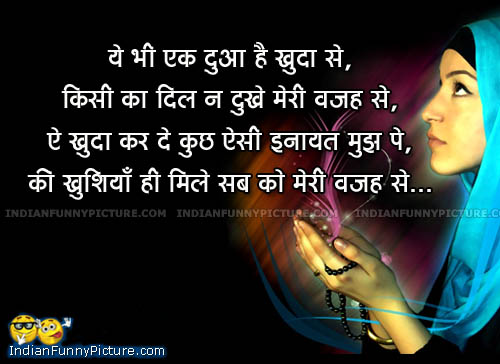 ये भी एक दुआ है खुदा से,
किसी का दिल न दुखे मेरी वजह से,
ऐ खुदा कर दे कुछ ऐसी इनायत मुझ पे,
की खुशियाँ ही मिले सब को मेरी वजह से...
INDIANFUNNYPICTURE.COM INDIANFUNNYPICTURE.COM INDIANFUNNYPICTURE.COM
IndianFunnyPicture.com